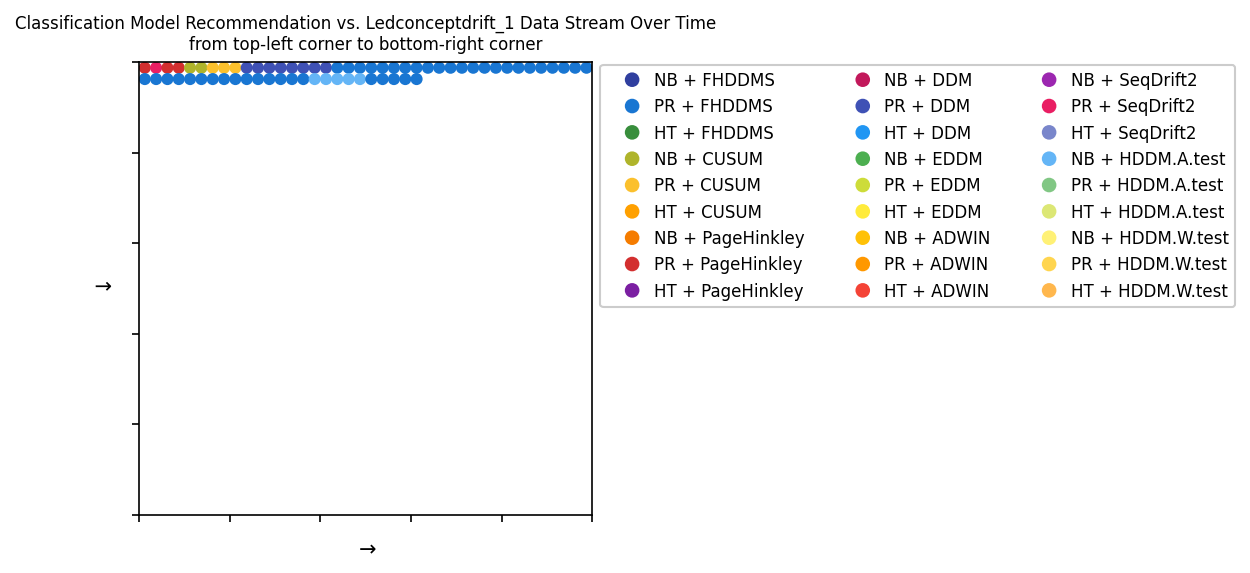 Classification Model Recommendation vs. Ledconceptdrift_1 Data Stream Over Time
from top-left corner to bottom-right corner
NB + FHDDMS
PR + FHDDMS
HT + FHDDMS
NB + CUSUM
PR + CUSUM
HT + CUSUM
NB + PageHinkley
PR + PageHinkley
HT + PageHinkley
NB + DDM
PR + DDM
HT + DDM
NB + EDDM
PR + EDDM
HT + EDDM
NB + ADWIN
PR + ADWIN
HT + ADWIN
NB + SeqDrift2
PR + SeqDrift2
HT + SeqDrift2
NB + HDDM.A.test
PR + HDDM.A.test
HT + HDDM.A.test
NB + HDDM.W.test
PR + HDDM.W.test
HT + HDDM.W.test
→
→